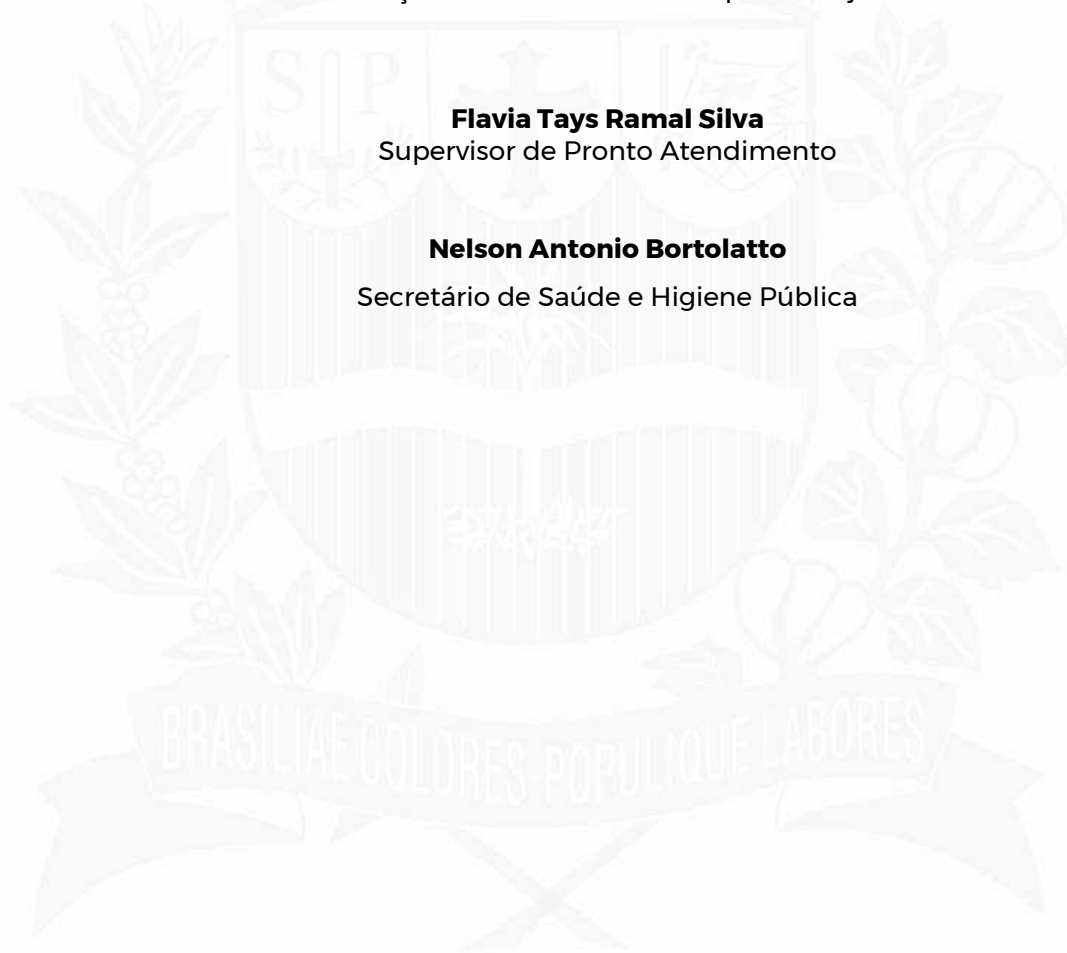 Flavia Tays Ramal Silva
Supervisor de Pronto Atendimento
Nelson Antonio Bortolatto
Secretário de Saúde e Higiene Pública
SP
BRASILIAE COLORES POPULIQUE LABORES